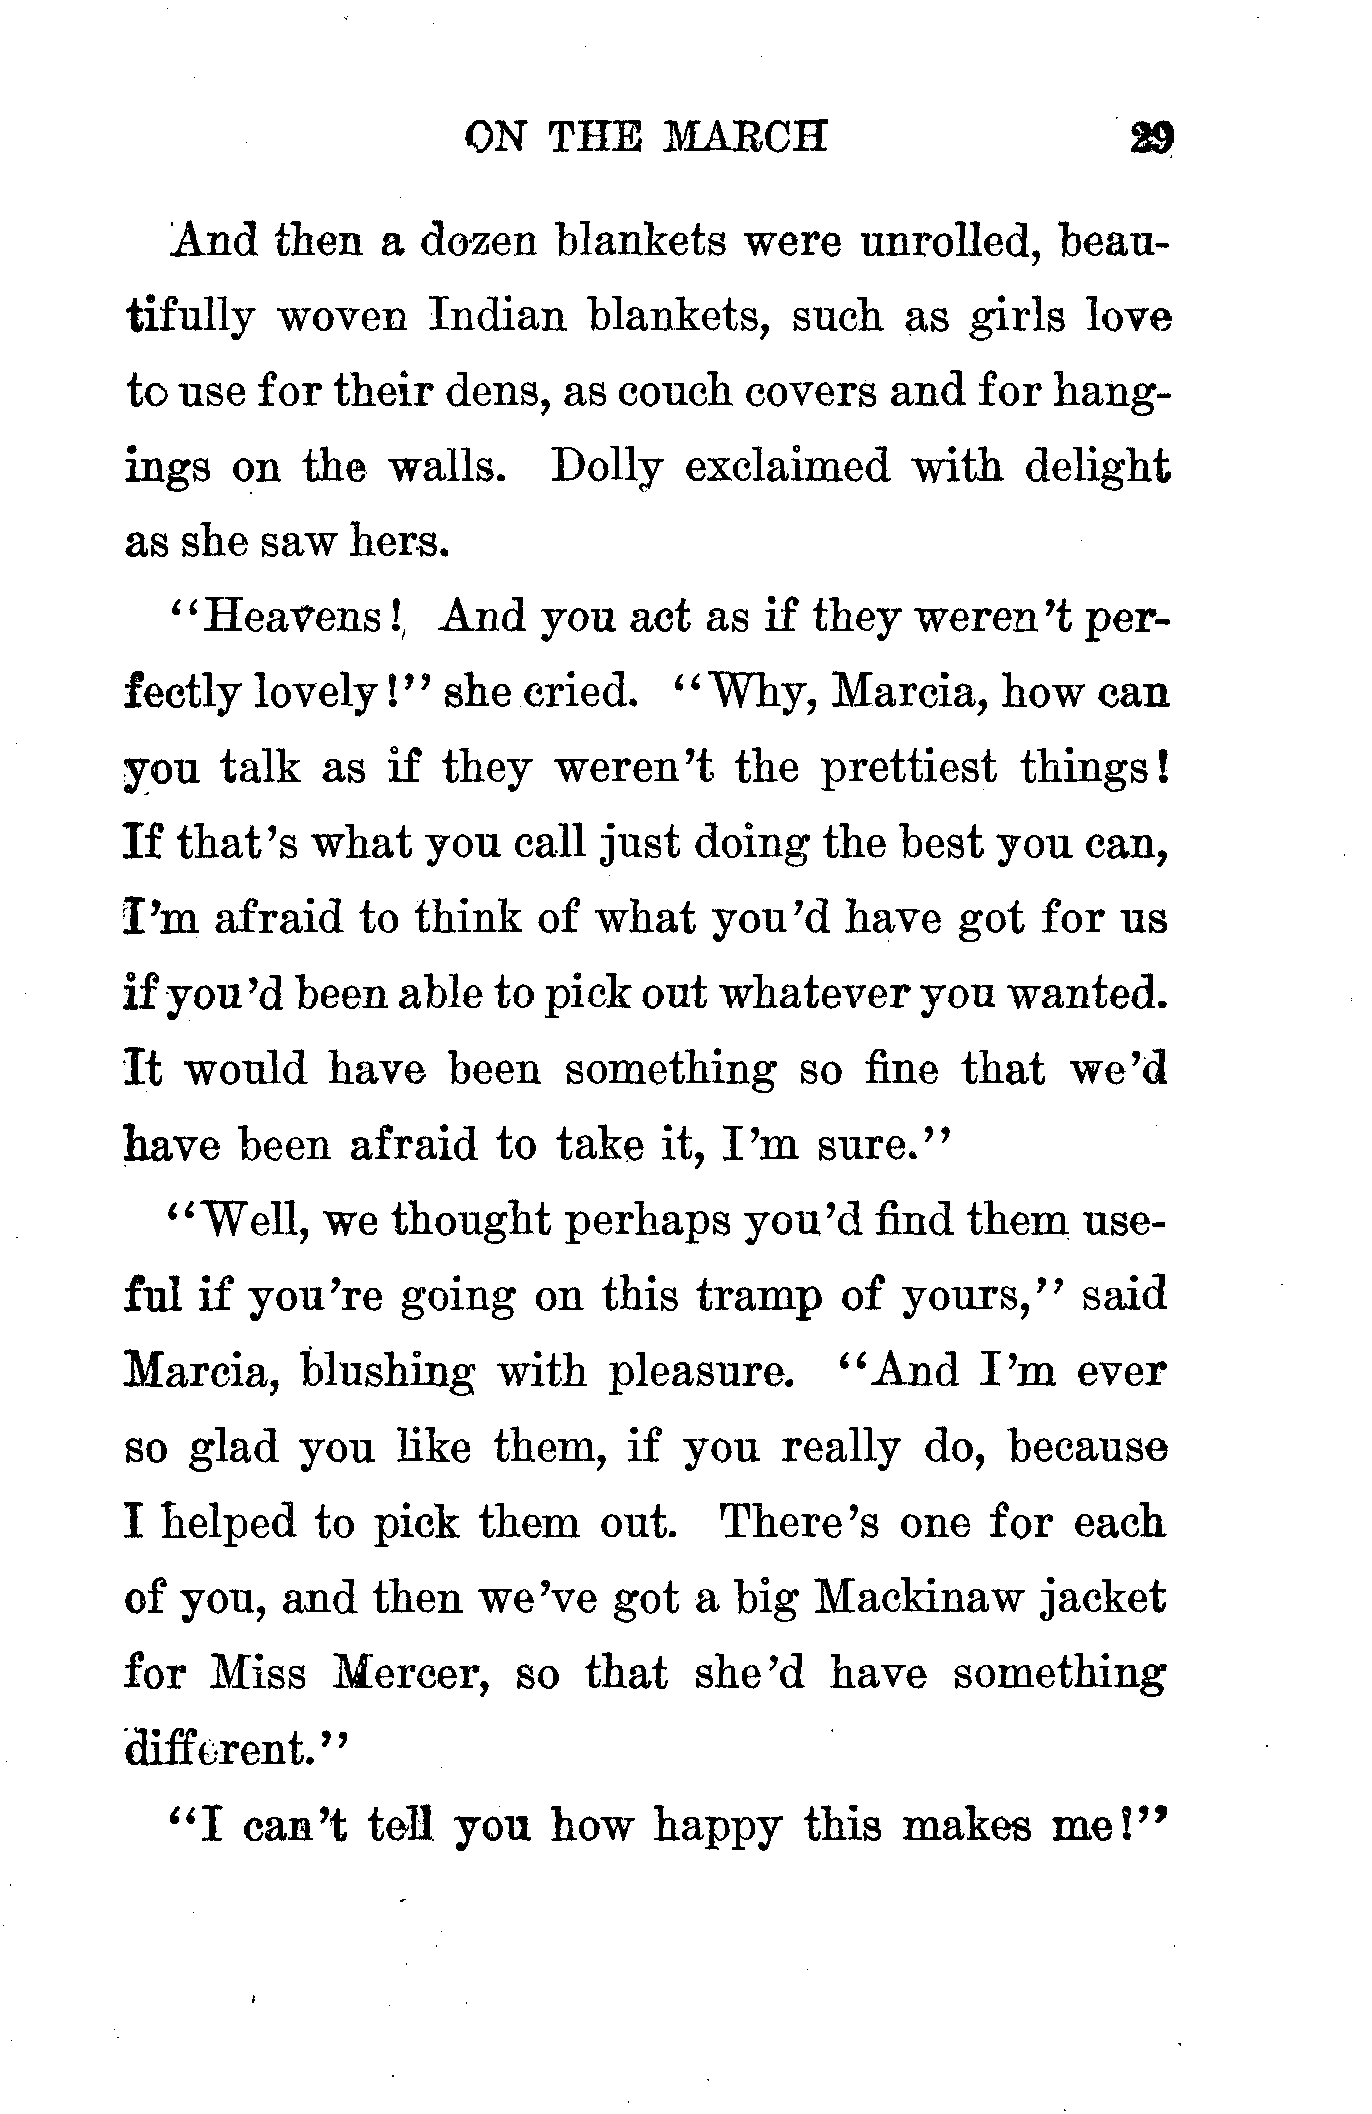 ON THE MARCH 29
And then a dozen blankets were unrolled, beau-
tifully woven Indian blankets, such as girls love
to use for their dens, as couch covers and for hang-
ings on the walls. Dolly exclaimed with delight
as she saw hers.
"Heavens! And you act as if they weren't per-
fectly lovely!" she cried. "Why, Marcia, how can
you talk as if they weren't the prettiest things!
If that's what you call just doing the best you can,
I'm afraid to think of what you'd have got for us
if you'd been able to pick out whatever you wanted.
It would have been something so fine that we'd
have been afraid to take it, I'm sure."
"Well, we thought perhaps you'd find them use-
ful if you're going on this tramp of yours," said
Marcia, blushing with pleasure. "And I'm ever
so glad you like them, if you really do, because
I helped to pick them out. There's one for each
of you, and then we've got a big Mackinaw jacket
for Miss Mercer, so that she'd have something
different."
"I can't tell you how happy this makes me!"